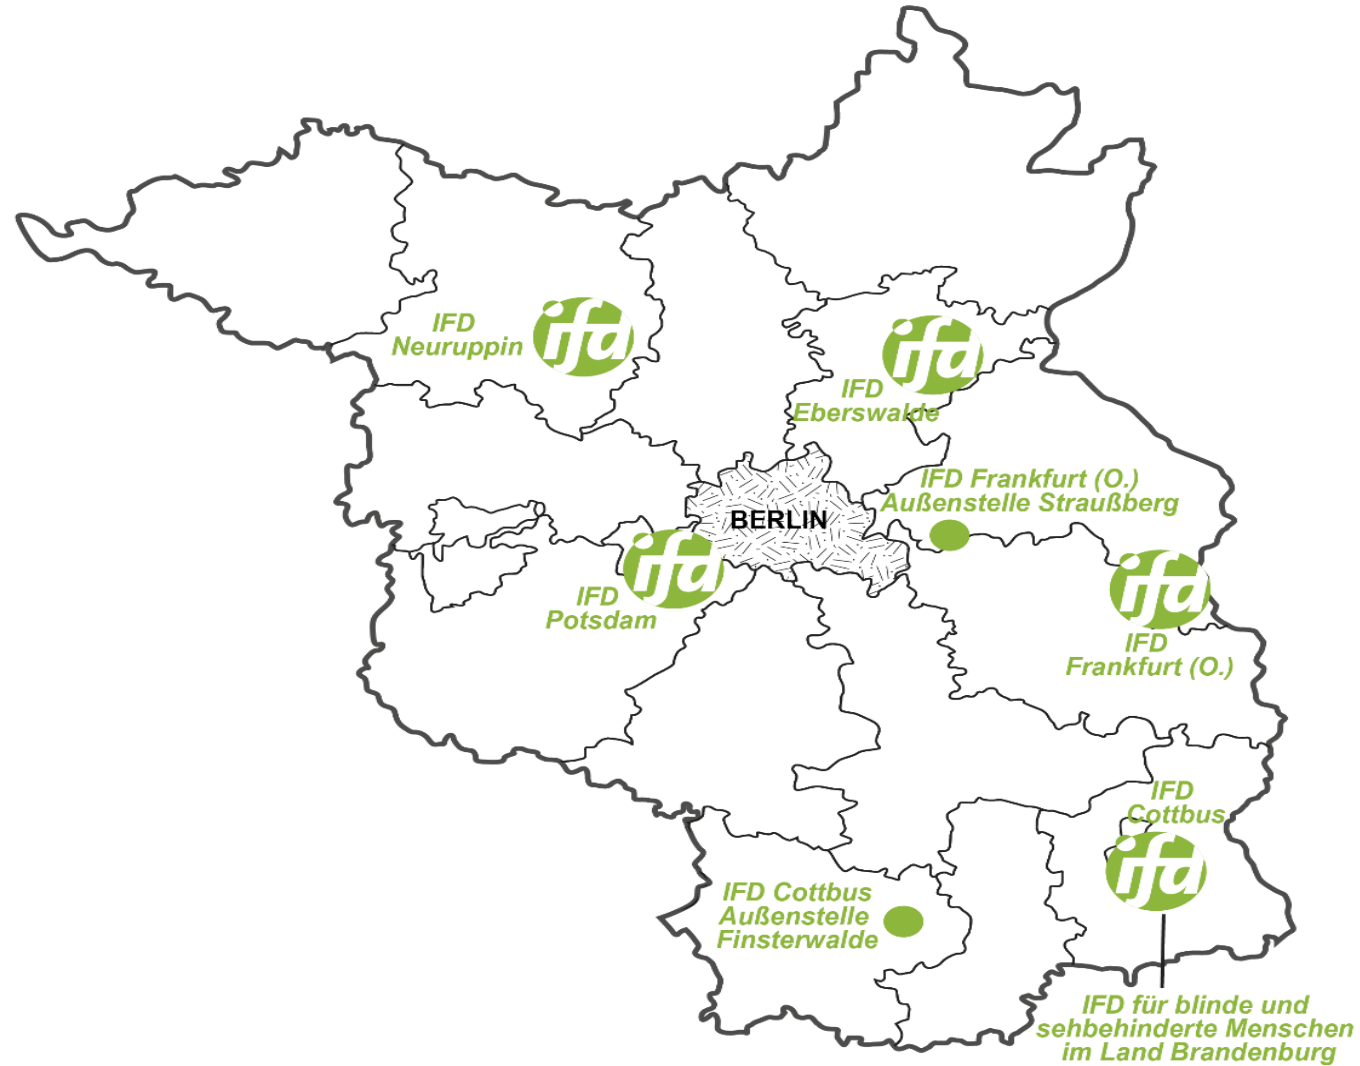 IFD
Neuruppin
ifd
ifd
IFD
Eberswalde
IFD Frankfurt (O.)
Außenstelle Straußberg
BERLIN
ifd
IFD
Potsdam
ifd
IFD
Frankfurt (O.)
IFD
Cottbus
ifd
IFD Cottbus
Außenstelle
Finsterwalde
IFD für blinde und
sehbehinderte Menschen
im Land Brandenburg